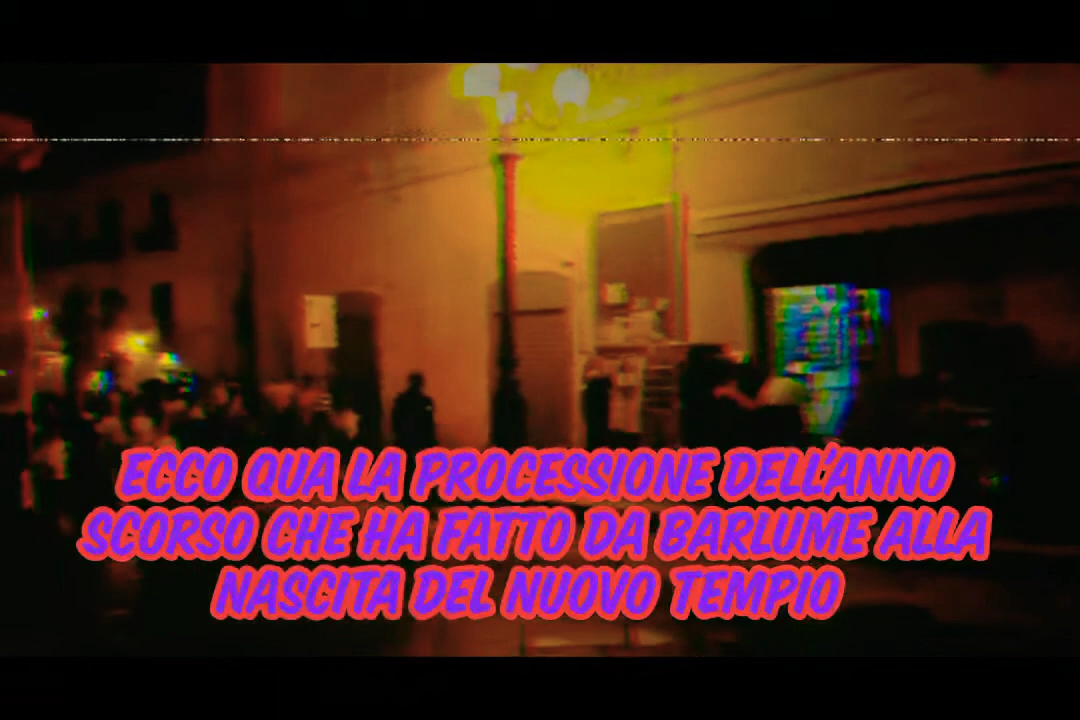 ECCO QUA LA PROCESSIONE DELL'ANNO
SCORSO CHE HA FATTO DA BARLUME ALLA
NASCITA DEL NUOVO TEMPIO